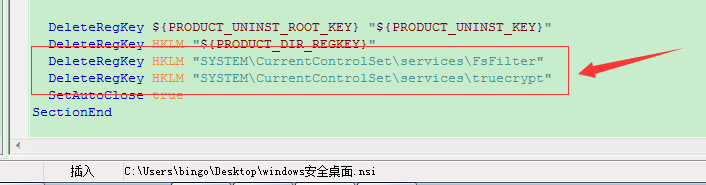 DeleteRegKey ${PRODUCT_UNINST_ROOT_KEY} "${PRODUCT_UNINST_KEY}"
DeleteRegKey HKLM "${PRODUCT_DIR_REGKEY}"
DeleteRegKey HKLM "SYSTEM\CurrentControlSet\services\FsFilter"
DeleteRegKey HKLM "SYSTEM\CurrentControlSet\services\truecrypt"
SetAutoClose true
SectionEnd
插入 C:\Users\bingo\Desktop\windows安全桌面.nsi